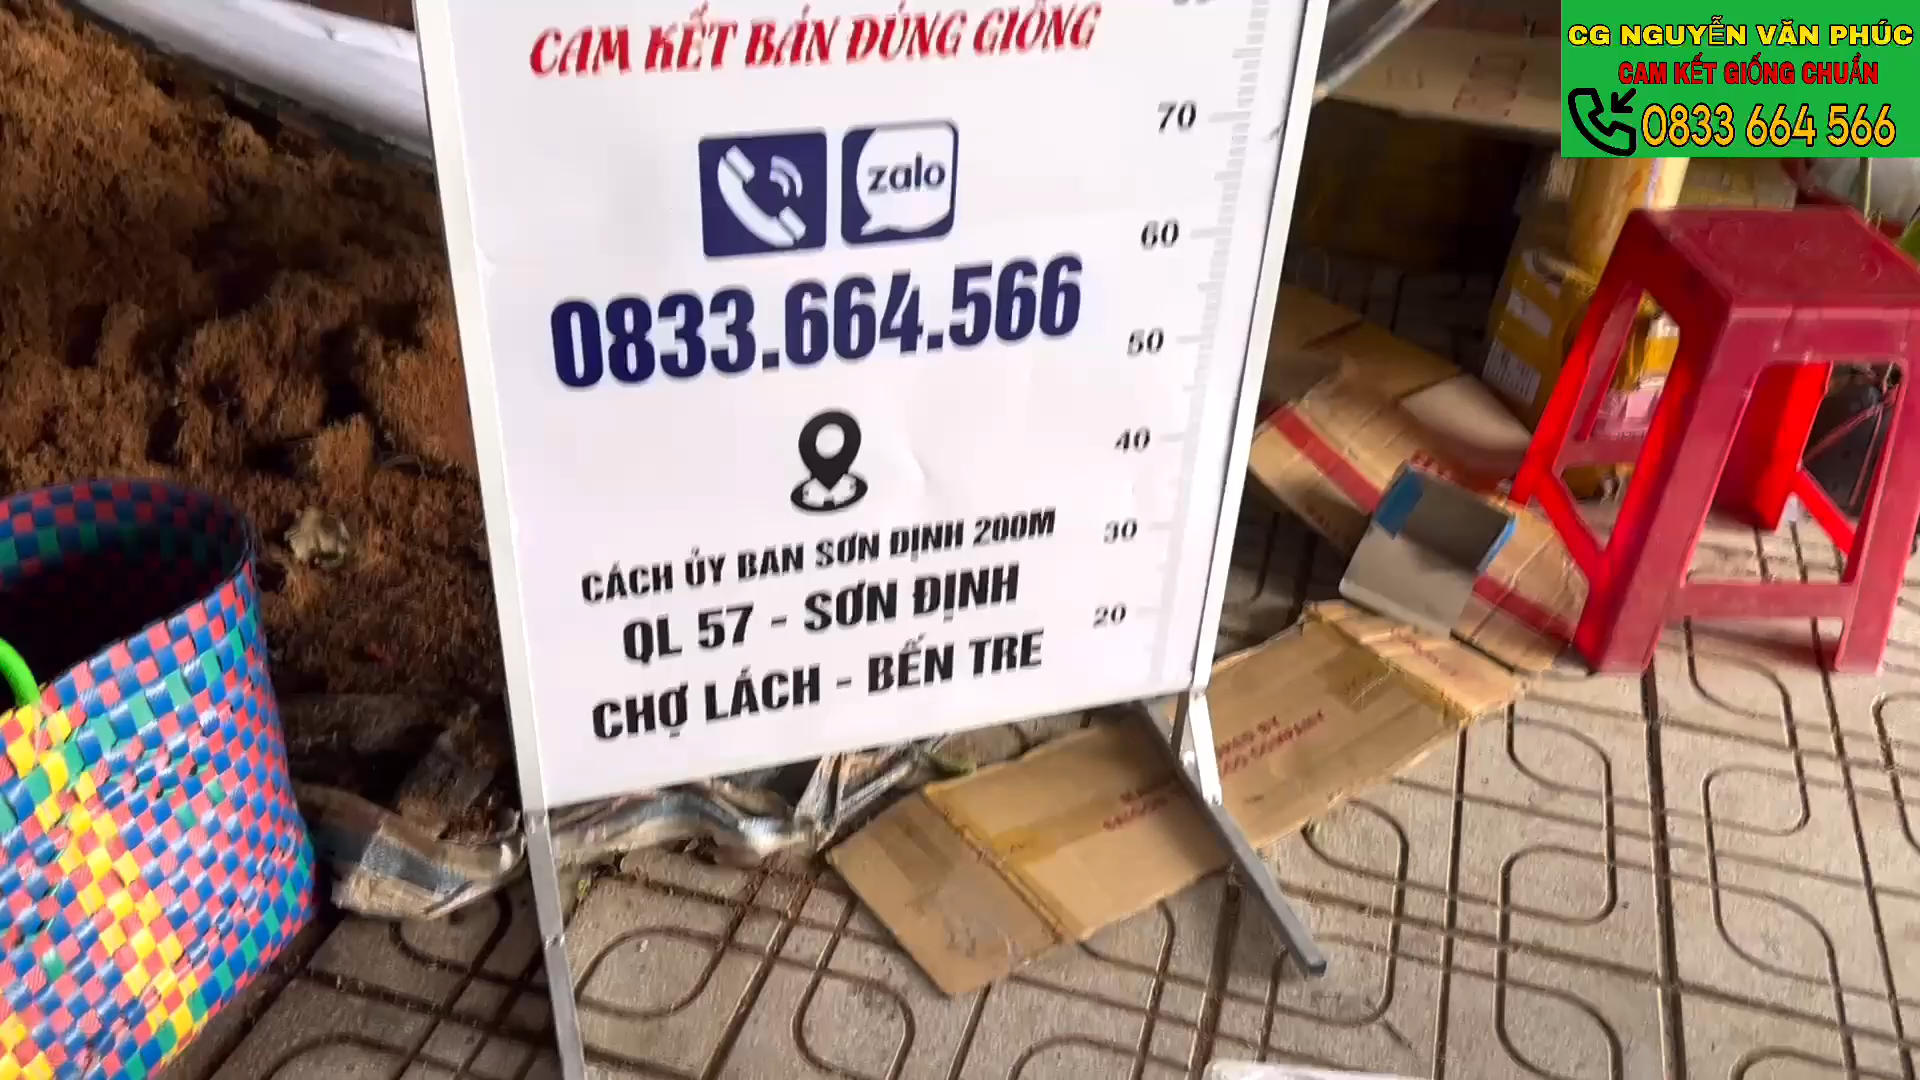 CG NGUYỄN VĂN PHÚC
CAM KẾT GIỐNG CHUẨN
0833 664 566
CAM KẾT BÁN ĐÚNG GIỐNG
zalo
0833.664.566
CÁCH ỦY BAN SƠN ĐỊNH 200M
QL 57 - SƠN ĐỊNH
CHỢ LÁCH - BẾN TRE
70
60
50
40
30
20